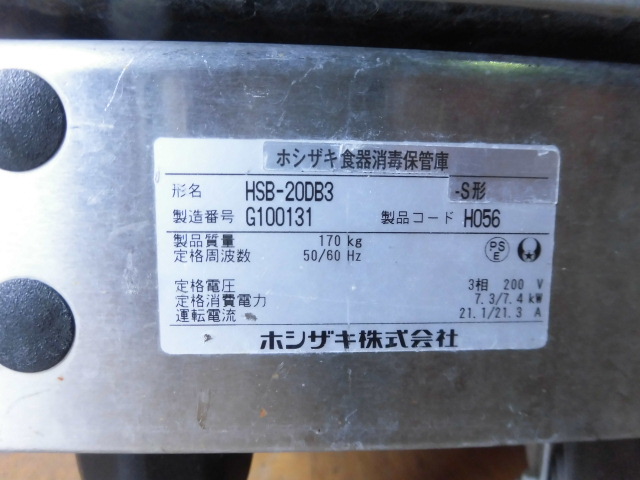 ホシザキ食器消毒保管庫
形名 HSB-20DB3 -S形
製造番号 G100131 製品コード H056
製品質量 170 kg
定格周波数 50/60 Hz
PSE
定格電圧 3相 200 V
定格消費電力 7.3/7.4 kW
運転電流 21.1/21.3 A
ホシザキ株式会社